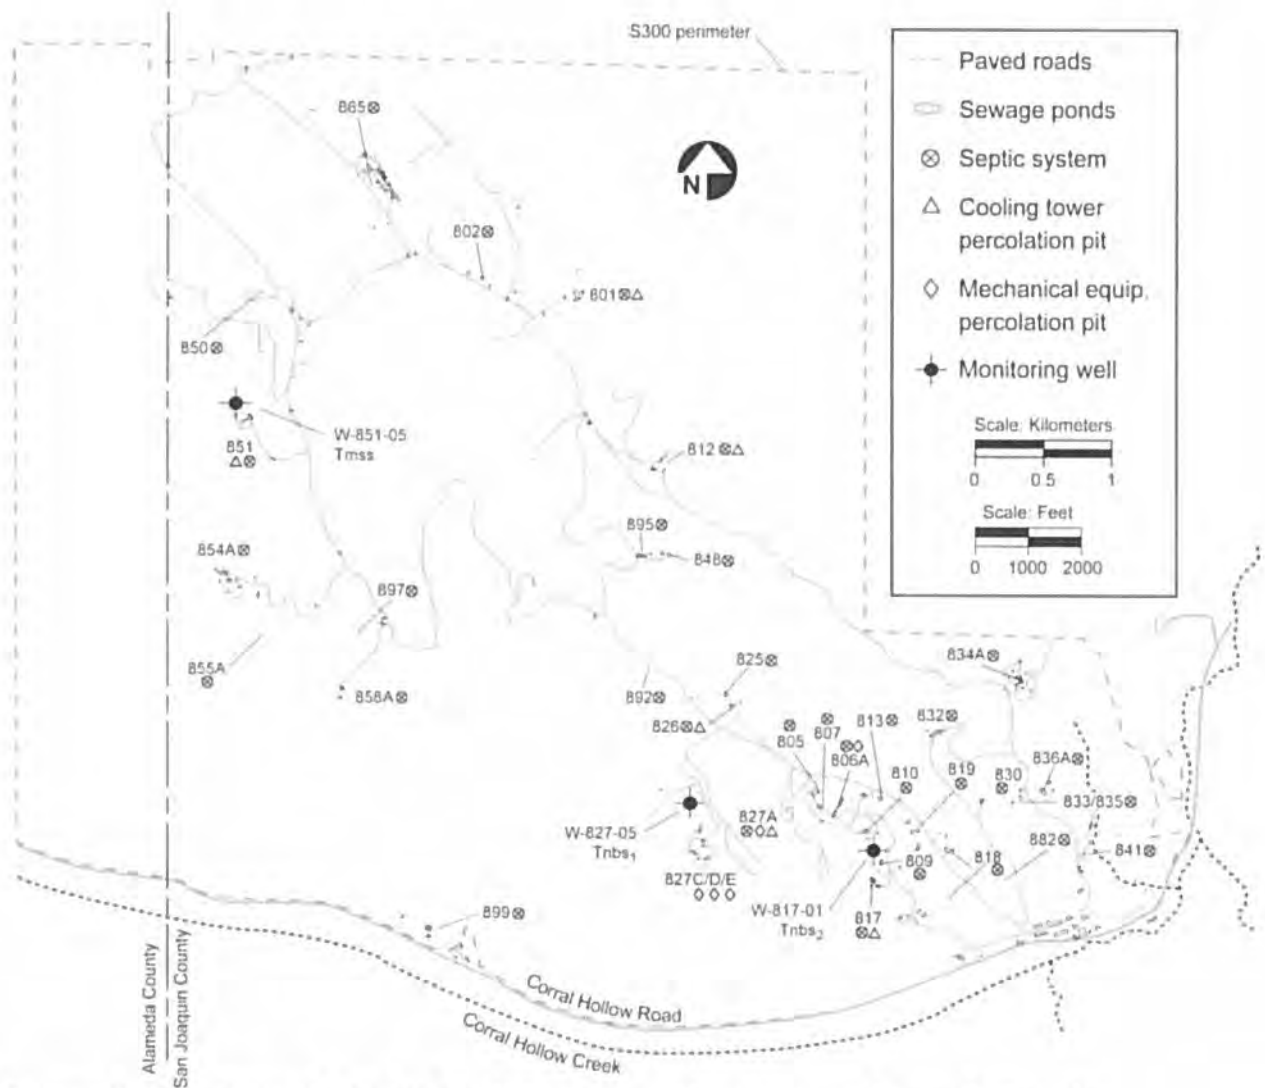 S300 perimeter
Paved roads
Sewage ponds
Septic system
Cooling tower
percolation pit
Mechanical equip.
percolation pit
Monitoring well
Scale: Kilometers
0 0.5 1
Scale: Feet
0 1000 2000
N
865
802
801
850
W-851-05
Tmss
851
812
895
848
854A
897
855A
858A
825
892
826
834A
805
807
806A
813
832
810
819
830
836A
833/835
W-827-05
Tnbs1
827A
827C/D/E
W-817-01
Tnbs2
809
818
882
841
817
899
Corral Hollow Road
Corral Hollow Creek
Alameda County
San Joaquin County